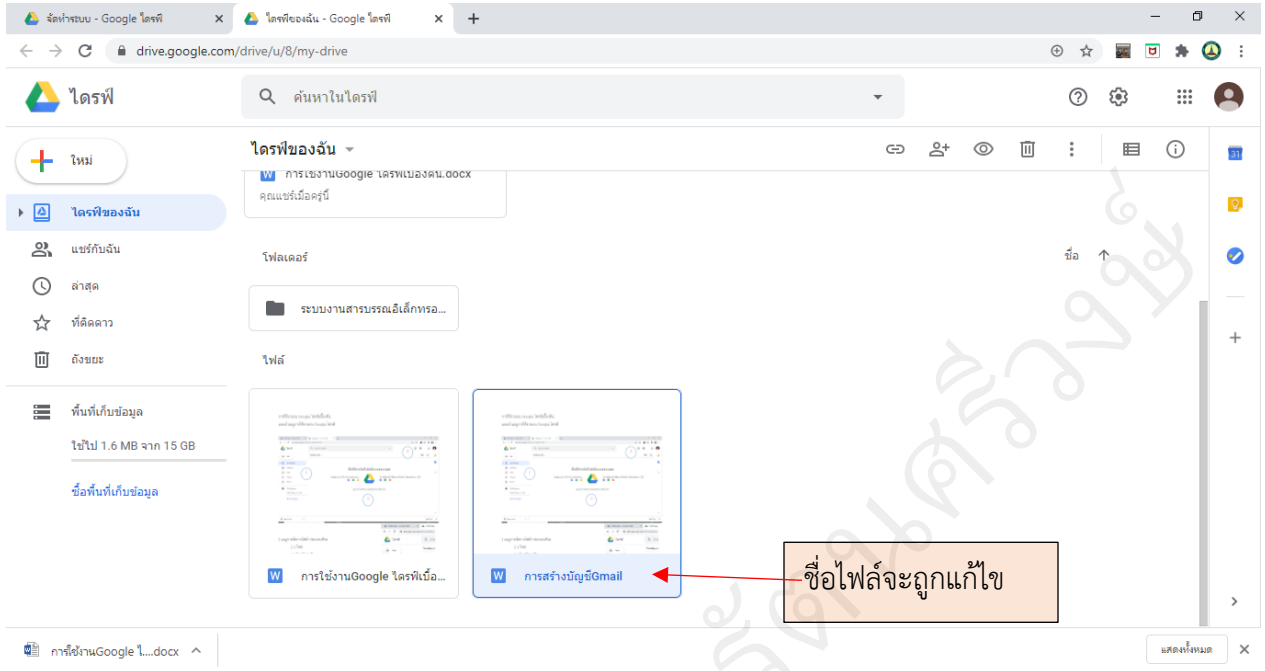 จัดทำระบบ - Google ไดรฟ์
ไดรฟ์ของฉัน - Google ไดรฟ์
drive.google.com/drive/u/8/my-drive
ไดรฟ์
ค้นหาในไดรฟ์
ใหม่
ไดรฟ์ของฉัน
31
การใช้งานGoogle ไดรฟ์เบื้องต้น.docx
คุณแชร์เมื่อครู่นี้
ไดรฟ์ของฉัน
แชร์กับฉัน
ล่าสุด
ที่ติดดาว
ถังขยะ
พื้นที่เก็บข้อมูล
ใช้ไป 1.6 MB จาก 15 GB
ซื้อพื้นที่เก็บข้อมูล
โฟลเดอร์
ชื่อ
ระบบงานสารบรรณอิเล็กทรอ...
ไฟล์
W การใช้งานGoogle ไดรฟ์เบื้อ...
W การสร้างบัญชีGmail
ชื่อไฟล์จะถูกแก้ไข
การใช้งานGoogle ไ....docx
แสดงทั้งหมด